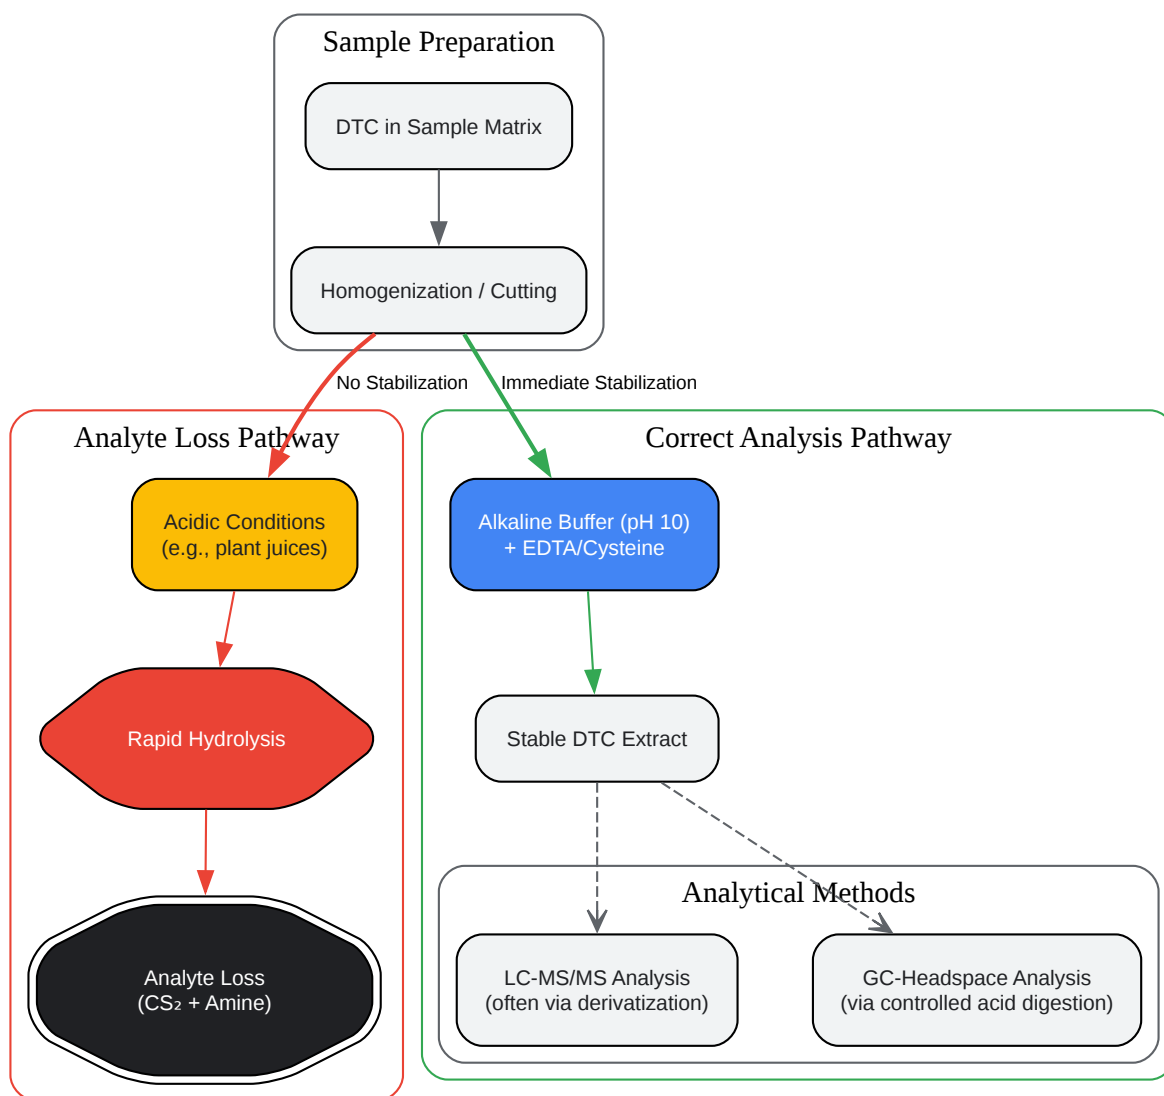 Sample Preparation
DTC in Sample Matrix
Homogenization / Cutting
No Stabilization
Immediate Stabilization
Analyte Loss Pathway
Acidic Conditions
(e.g., plant juices)
Rapid Hydrolysis
Analyte Loss
(CS₂ + Amine)
Correct Analysis Pathway
Alkaline Buffer (pH 10)
+ EDTA/Cysteine
Stable DTC Extract
Analytical Methods
LC-MS/MS Analysis
(often via derivatization)
GC-Headspace Analysis
(via controlled acid digestion)